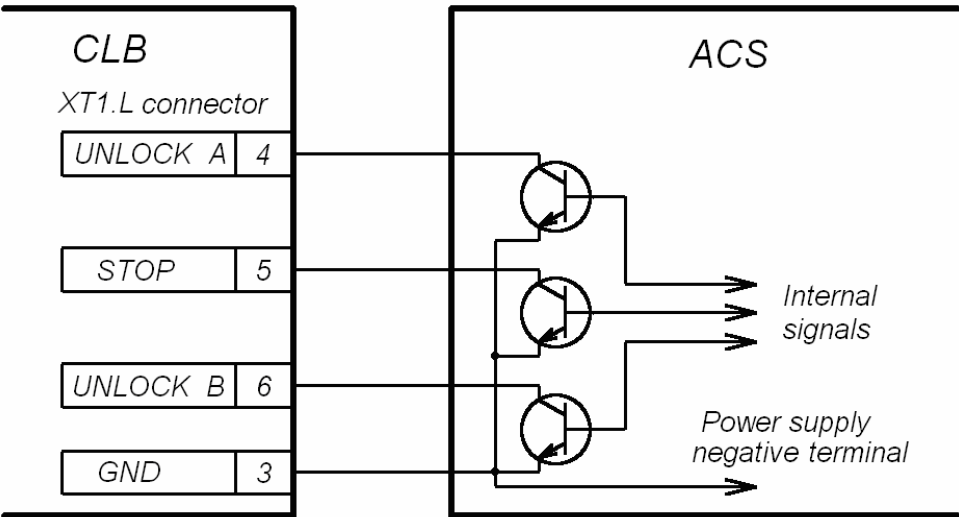 CLB
ACS
XT1.L connector
UNLOCK A 4
STOP 5
Internal
signals
UNLOCK B 6
Power supply
negative terminal
GND 3